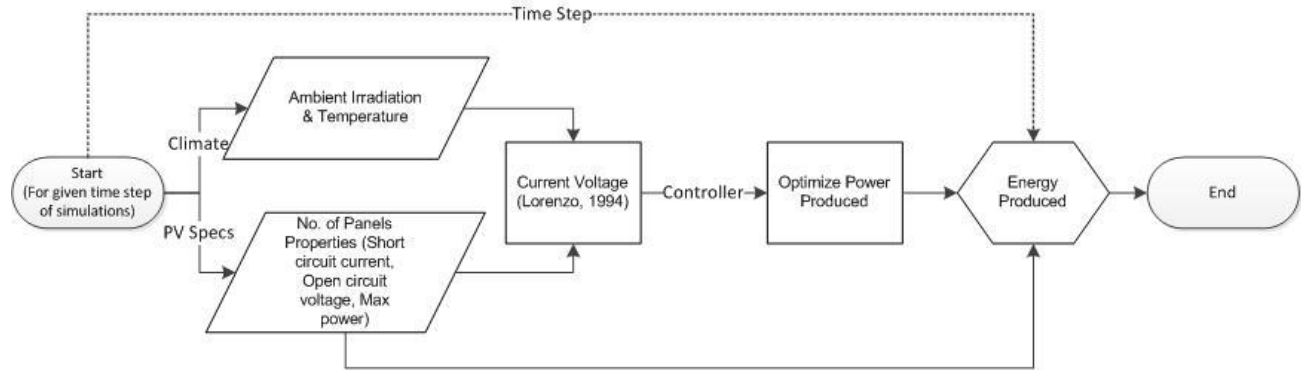 Time Step
Ambient Irradiation
& Temperature
Climate
Start
(For given time step
of simulations)
PV Specs
No. of Panels
Properties (Short
circuit current,
Open circuit
voltage, Max
power)
Current Voltage
(Lorenzo, 1994)
Controller
Optimize Power
Produced
Energy
Produced
End